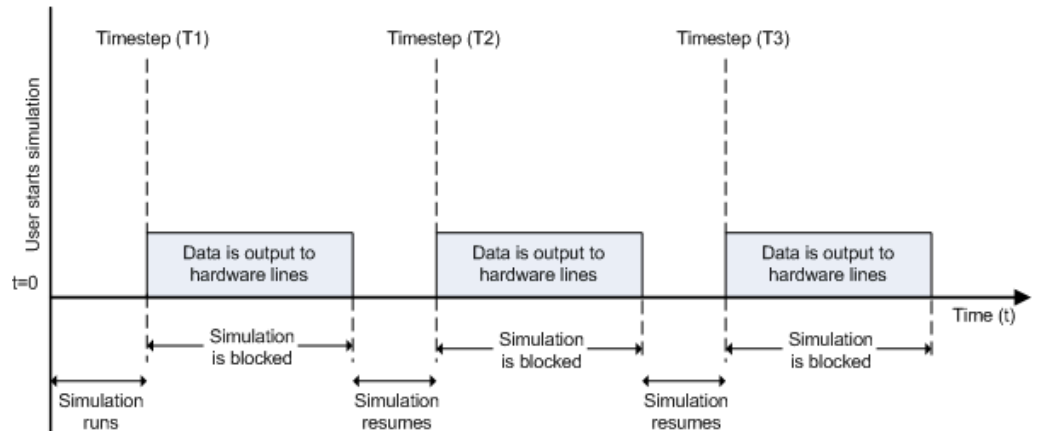 Timestep (T1)
Timestep (T2)
Timestep (T3)
User starts simulation
Data is output to
hardware lines
Data is output to
hardware lines
Data is output to
hardware lines
t=0
Time (t)
Simulation
is blocked
Simulation
is blocked
Simulation
is blocked
Simulation
runs
Simulation
resumes
Simulation
resumes